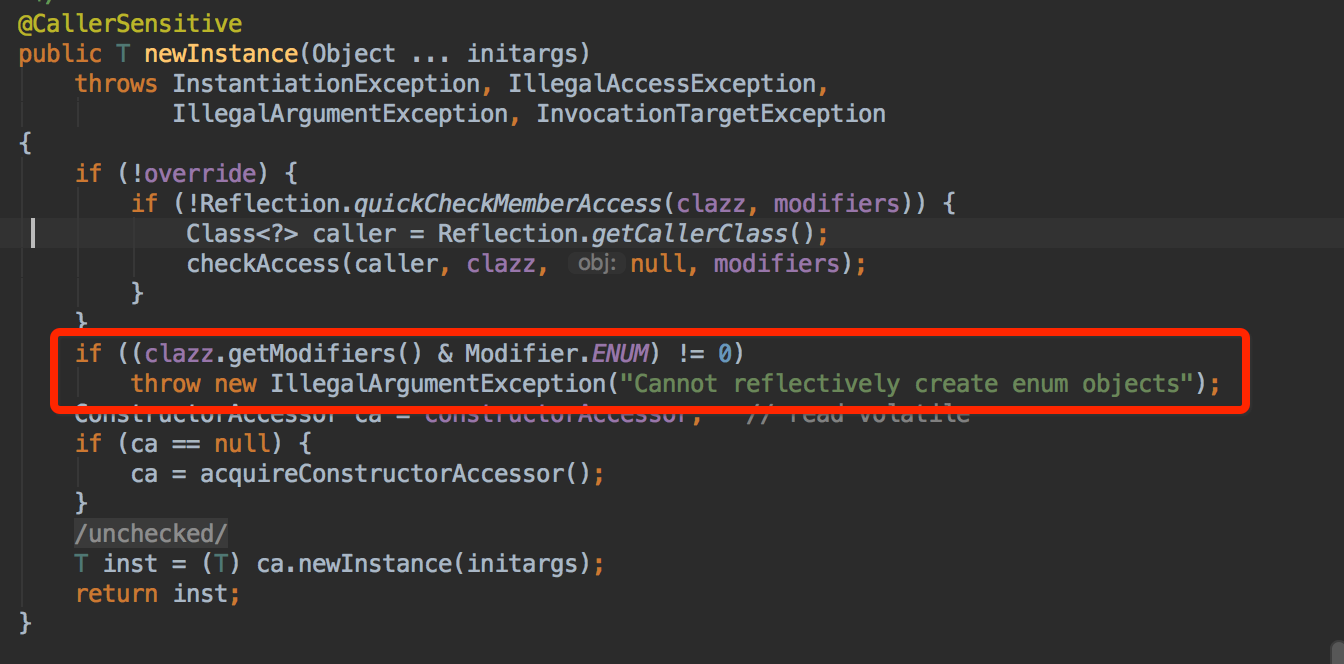 @CallerSensitive
public T newInstance(Object ... initargs)
    throws InstantiationException, IllegalAccessException,
           IllegalArgumentException, InvocationTargetException
{
    if (!override) {
        if (!Reflection.quickCheckMemberAccess(clazz, modifiers)) {
            Class<?> caller = Reflection.getCallerClass();
            checkAccess(caller, clazz, obj: null, modifiers);
        }
    }
    if ((clazz.getModifiers() & Modifier.ENUM) != 0)
        throw new IllegalArgumentException("Cannot reflectively create enum objects");
    ConstructorAccessor ca = constructorAccessor;   // read volatile
    if (ca == null) {
        ca = acquireConstructorAccessor();
    }
    /unchecked/
    T inst = (T) ca.newInstance(initargs);
    return inst;
}